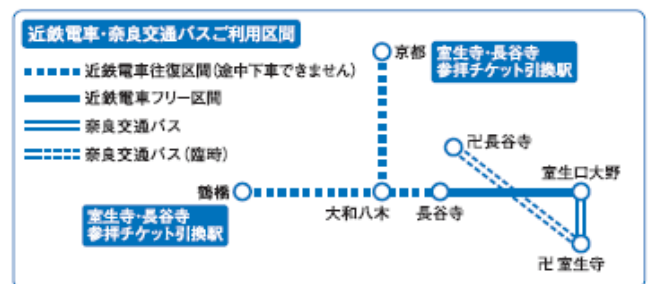 近鉄電車・奈良交通バスご利用区間
近鉄電車往復区間(途中下車できません)
近鉄電車フリー区間
奈良交通バス
奈良交通バス(臨時)
京都
室生寺・長谷寺
参拝チケット引換駅
卍長谷寺
室生口大野
鶴橋
大和八木
長谷寺
室生寺・長谷寺
参拝チケット引換駅
卍室生寺